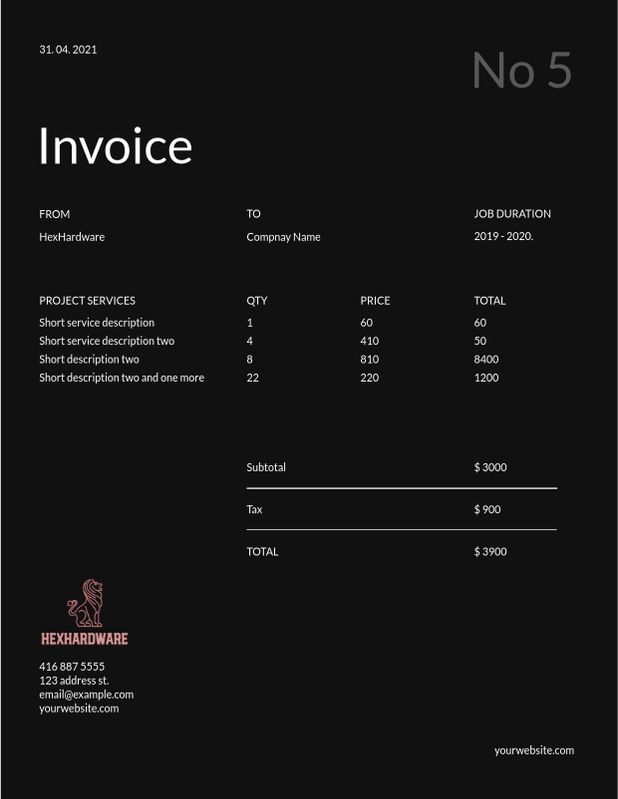 31. 04. 2021
No 5
Invoice
FROM TO JOB DURATION
HexHardware Compnay Name 2019 - 2020.
PROJECT SERVICES QTY PRICE TOTAL
Short service description 1 60 60
Short service description two 4 410 50
Short description two 8 810 8400
Short description two and one more 22 220 1200
Subtotal $ 3000
Tax $ 900
TOTAL $ 3900
HEXHARDWARE
416 887 5555
123 address st.
email@example.com
yourwebsite.com
yourwebsite.com